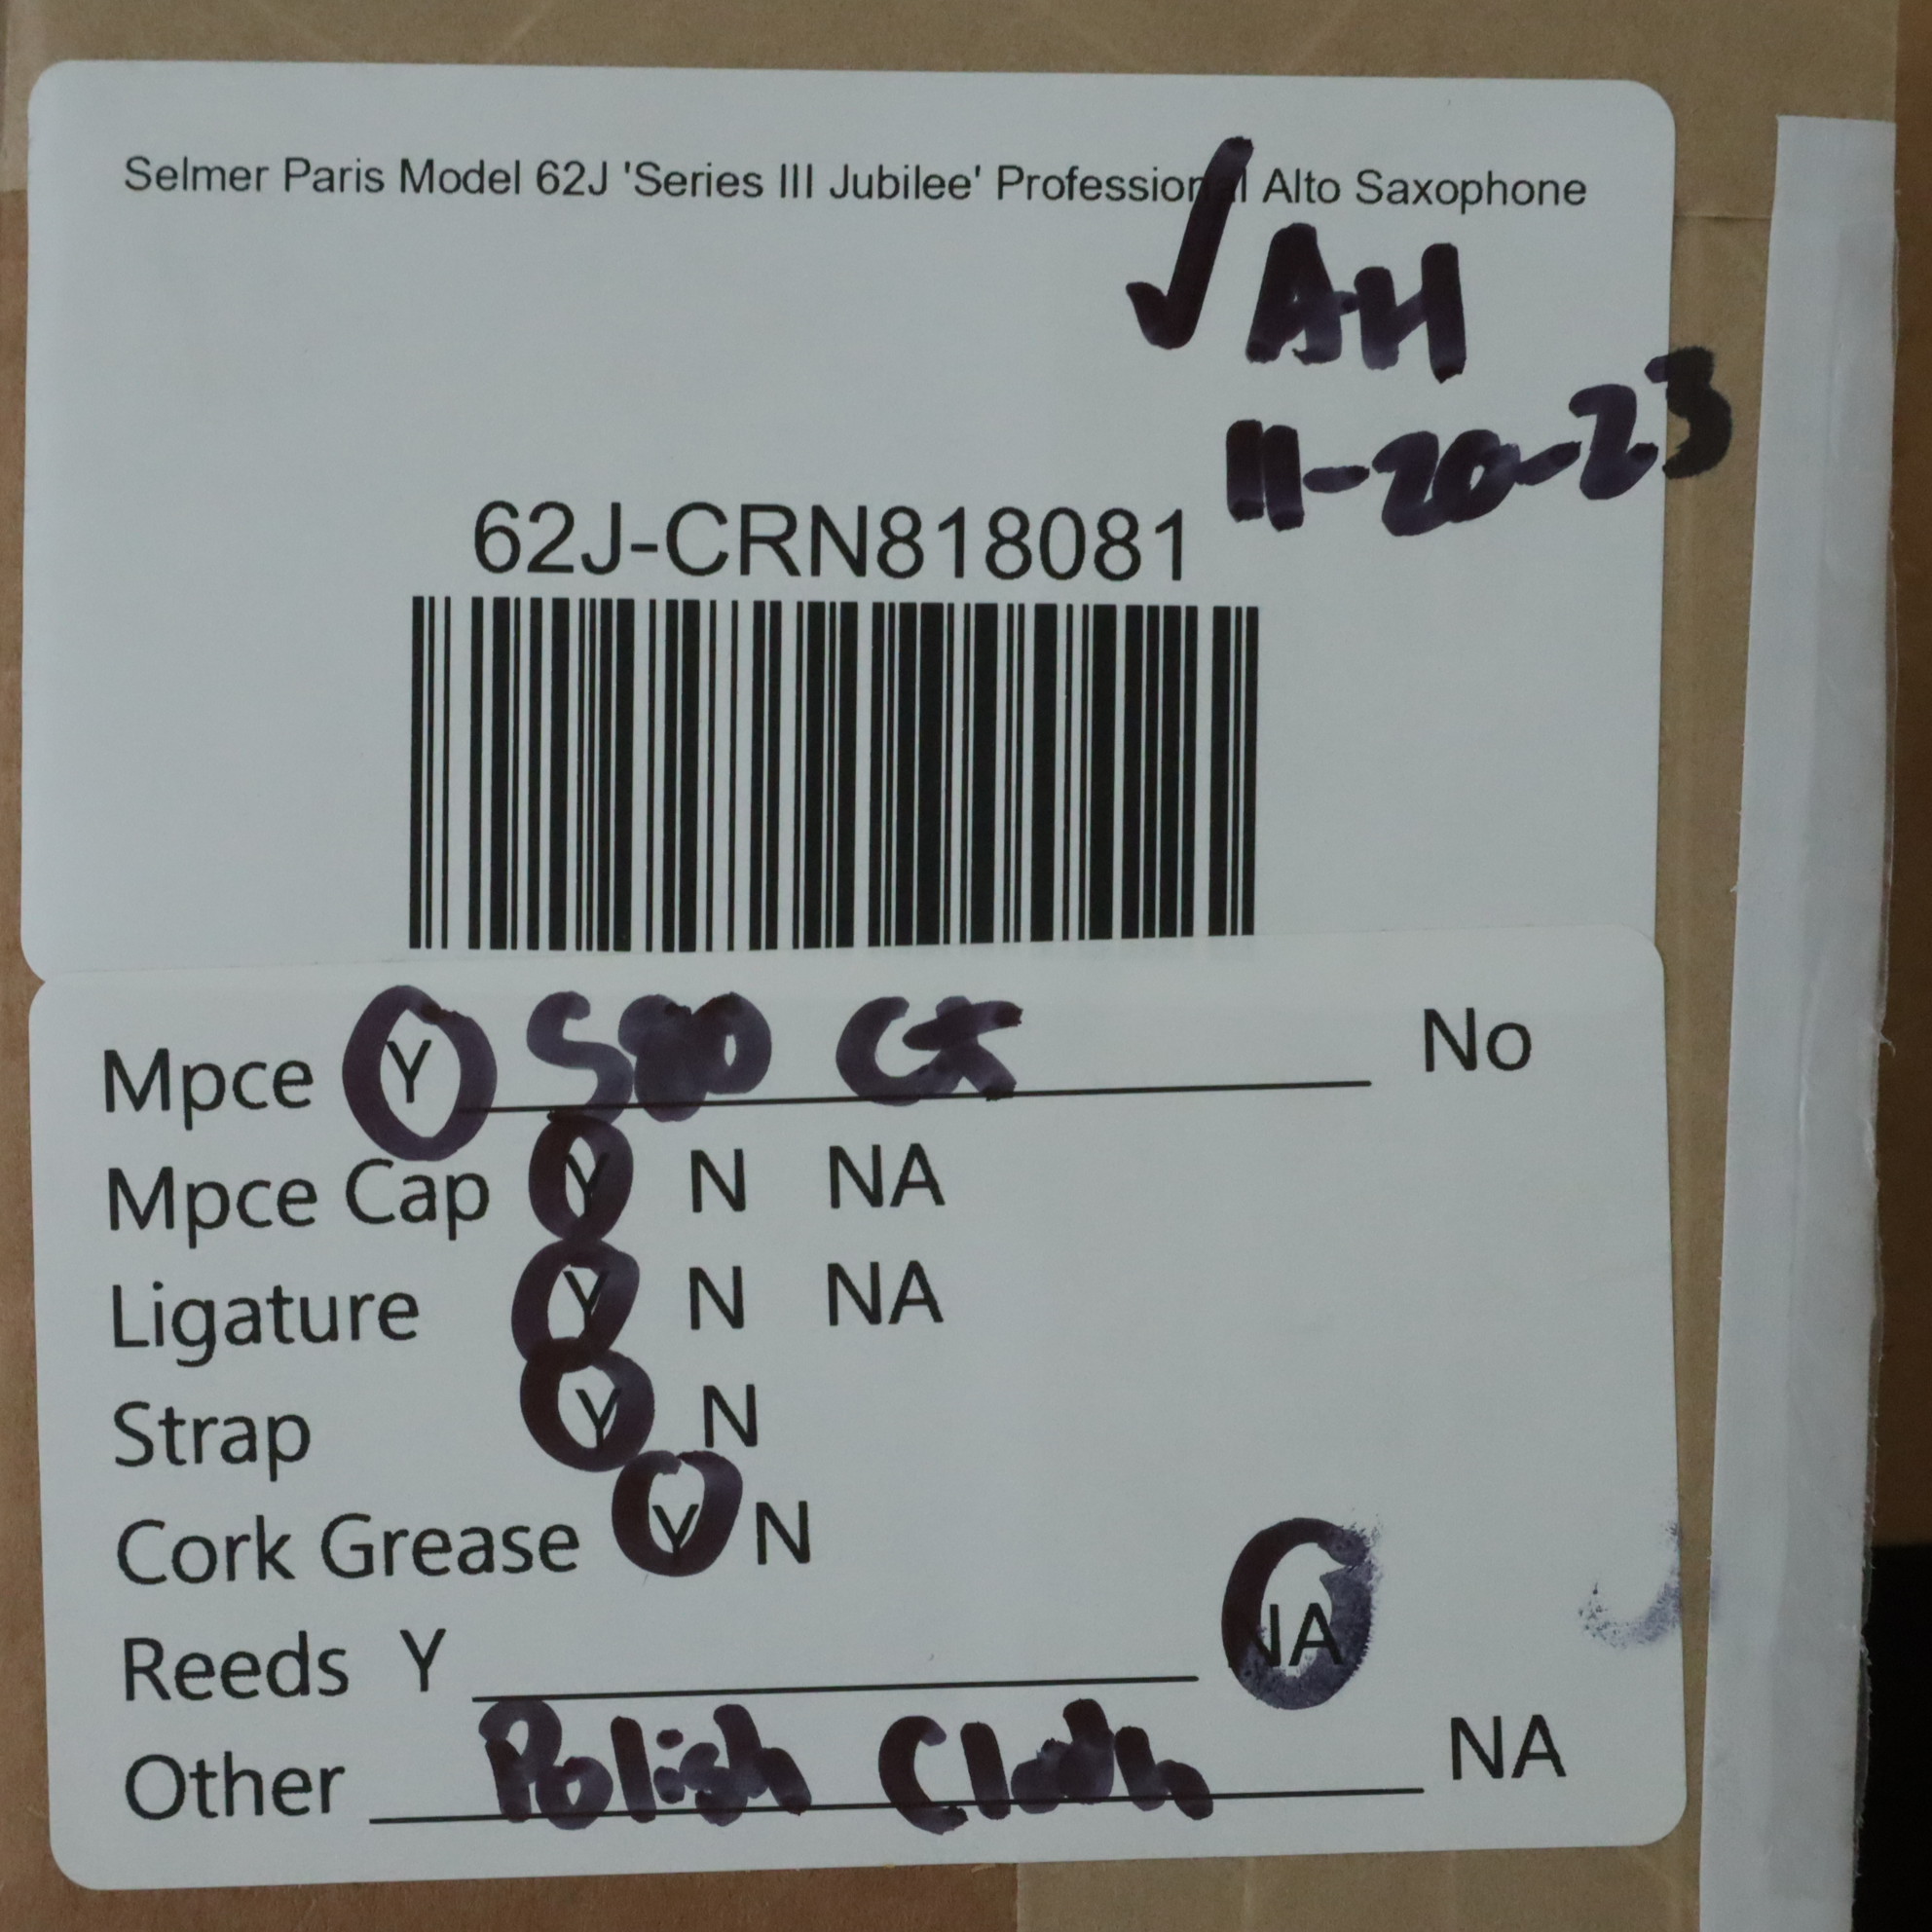 Selmer Paris Model 62J 'Series III Jubilee' Professional Alto Saxophone
✓ AH
11-20-23
62J-CRN818081
Mpce Y S80 C* No
Mpce Cap Y N NA
Ligature Y N NA
Strap Y N
Cork Grease Y N
Reeds Y NA
Other Polish Cloth NA